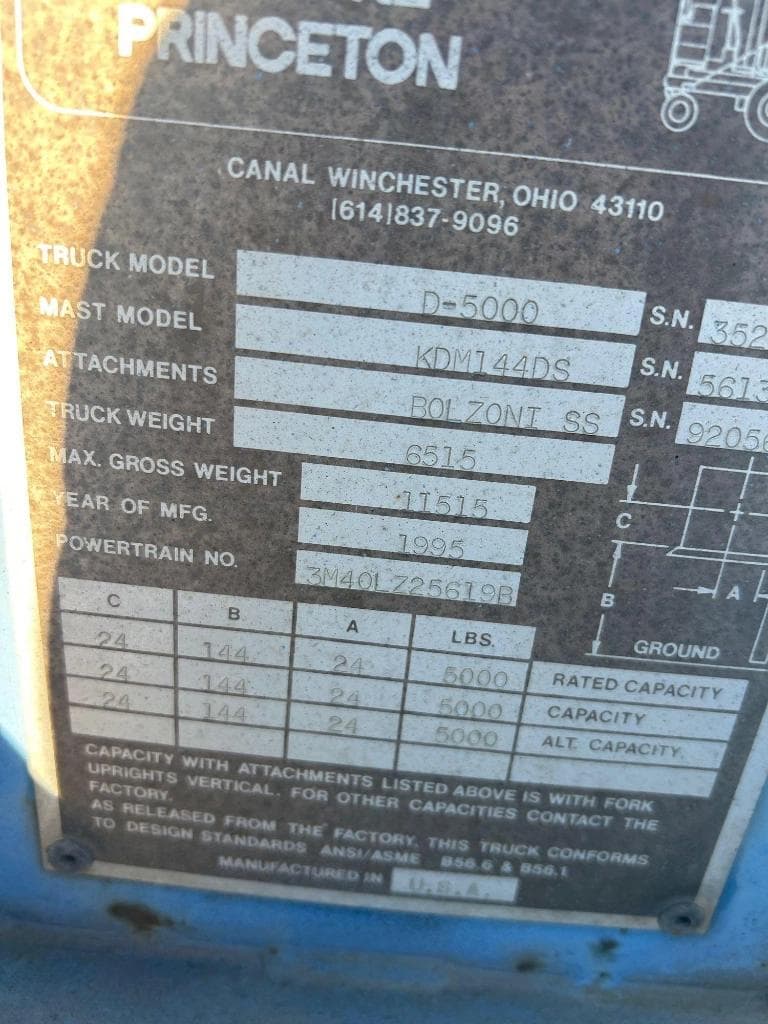 PRINCETON
CANAL WINCHESTER, OHIO 43110
(614)837-9096
TRUCK MODEL D-5000 S.N. 352
MAST MODEL KDM144DS S.N. 5613
ATTACHMENTS BOLZONI SS S.N. 92056
TRUCK WEIGHT 6515
MAX. GROSS WEIGHT 11515
YEAR OF MFG. 1995
POWERTRAIN NO. 3M40LZ25619B
C
A
B
GROUND
C B A LBS.
24 144 24 5000 RATED CAPACITY
24 144 24 5000 CAPACITY
24 144 24 5000 ALT. CAPACITY
CAPACITY WITH ATTACHMENTS LISTED ABOVE IS WITH FORK
UPRIGHTS VERTICAL. FOR OTHER CAPACITIES CONTACT THE
FACTORY.
AS RELEASED FROM THE FACTORY, THIS TRUCK CONFORMS
TO DESIGN STANDARDS ANSI/ASME B56.6 & B56.1
MANUFACTURED IN U.S.A.